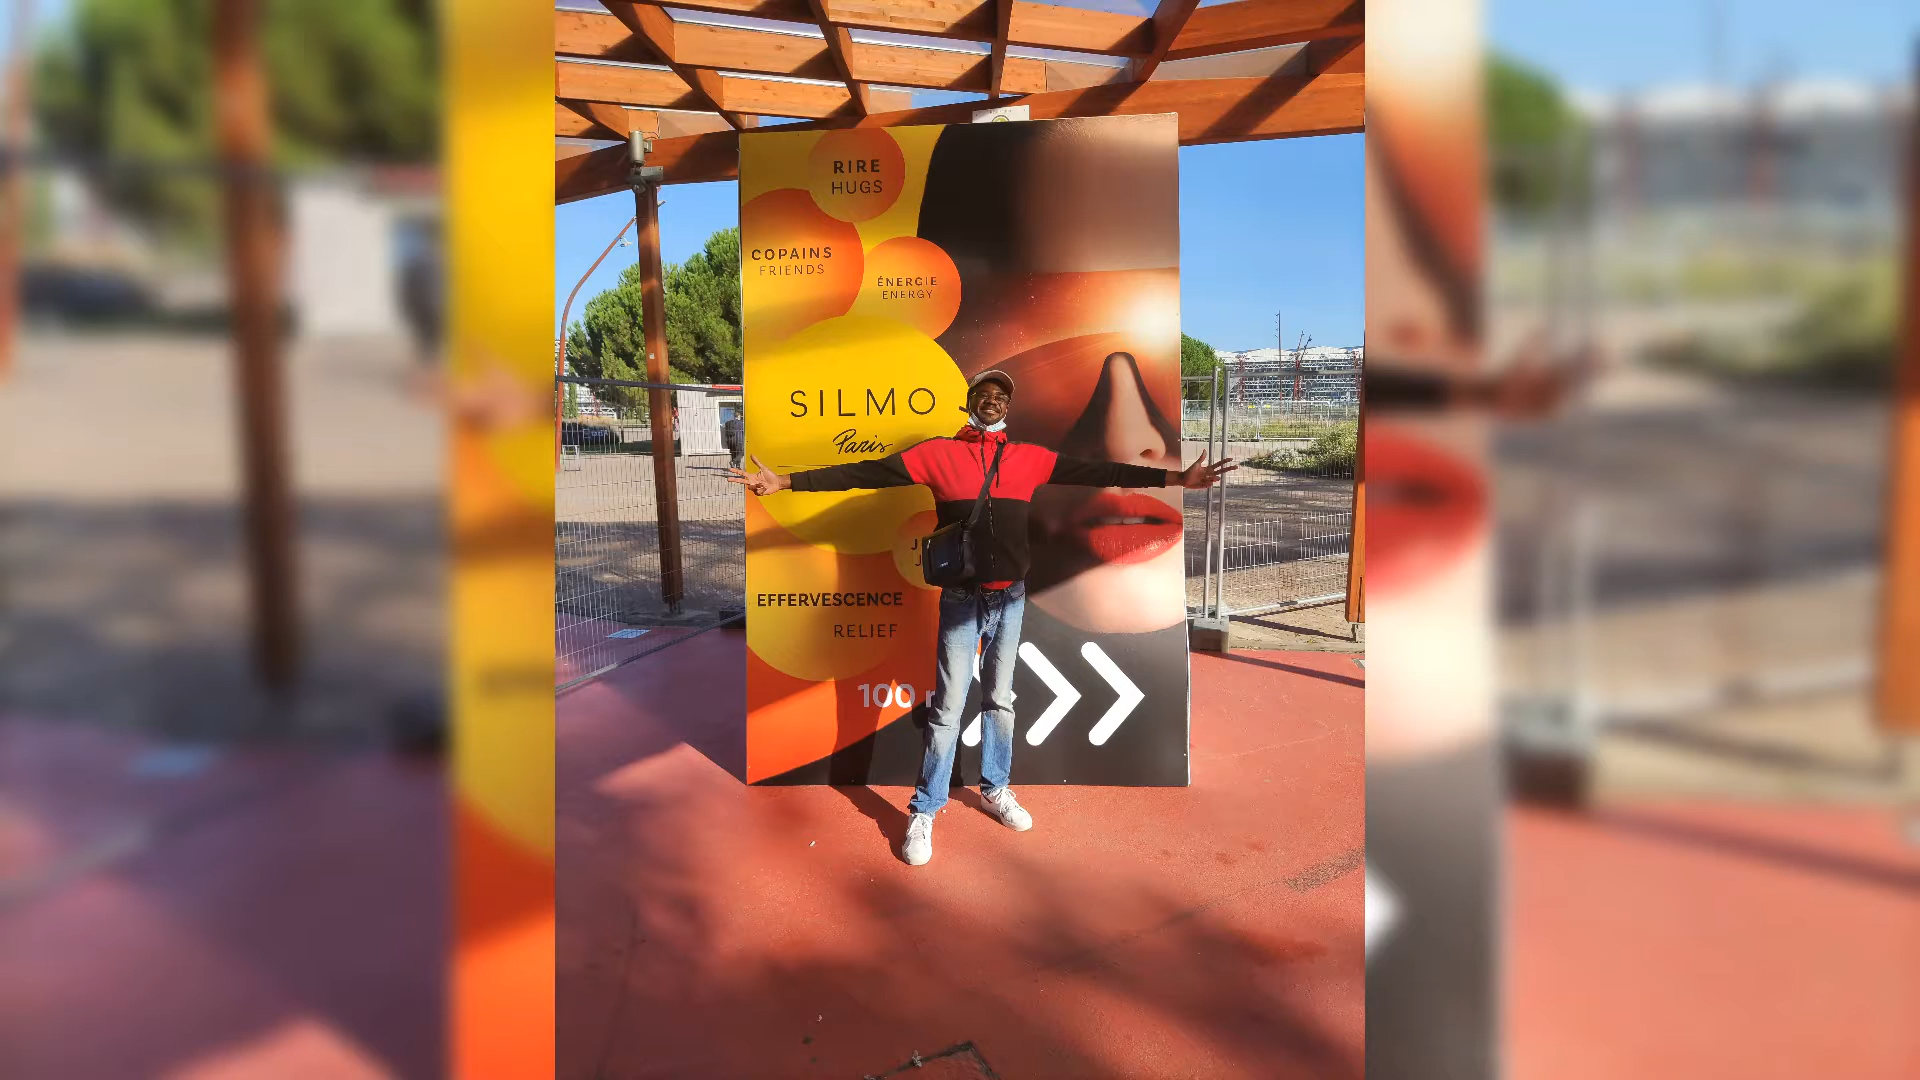 RIRE
HUGS
COPAINS
FRIENDS
ÉNERGIE
ENERGY
SILMO
Paris
EFFERVESCENCE
RELIEF
100